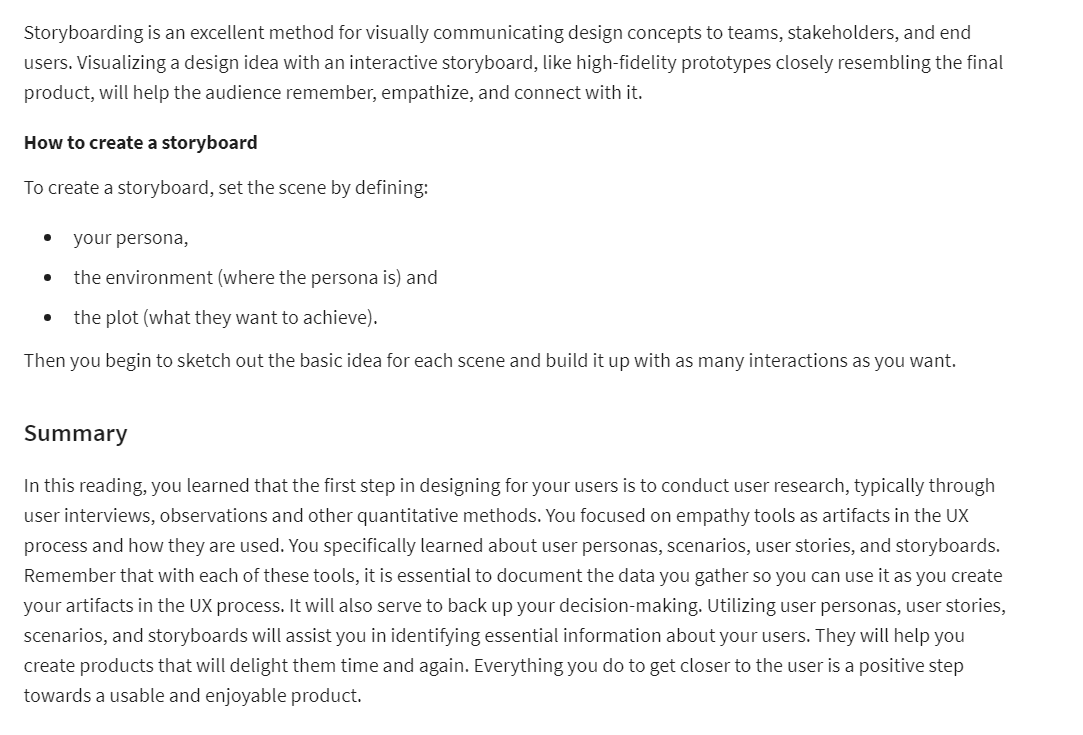 Storyboarding is an excellent method for visually communicating design concepts to teams, stakeholders, and end
users. Visualizing a design idea with an interactive storyboard, like high-fidelity prototypes closely resembling the final
product, will help the audience remember, empathize, and connect with it.
How to create a storyboard
To create a storyboard, set the scene by defining:
• your persona,
• the environment (where the persona is) and
• the plot (what they want to achieve).
Then you begin to sketch out the basic idea for each scene and build it up with as many interactions as you want.
Summary
In this reading, you learned that the first step in designing for your users is to conduct user research, typically through
user interviews, observations and other quantitative methods. You focused on empathy tools as artifacts in the UX
process and how they are used. You specifically learned about user personas, scenarios, user stories, and storyboards.
Remember that with each of these tools, it is essential to document the data you gather so you can use it as you create
your artifacts in the UX process. It will also serve to back up your decision-making. Utilizing user personas, user stories,
scenarios, and storyboards will assist you in identifying essential information about your users. They will help you
create products that will delight them time and again. Everything you do to get closer to the user is a positive step
towards a usable and enjoyable product.